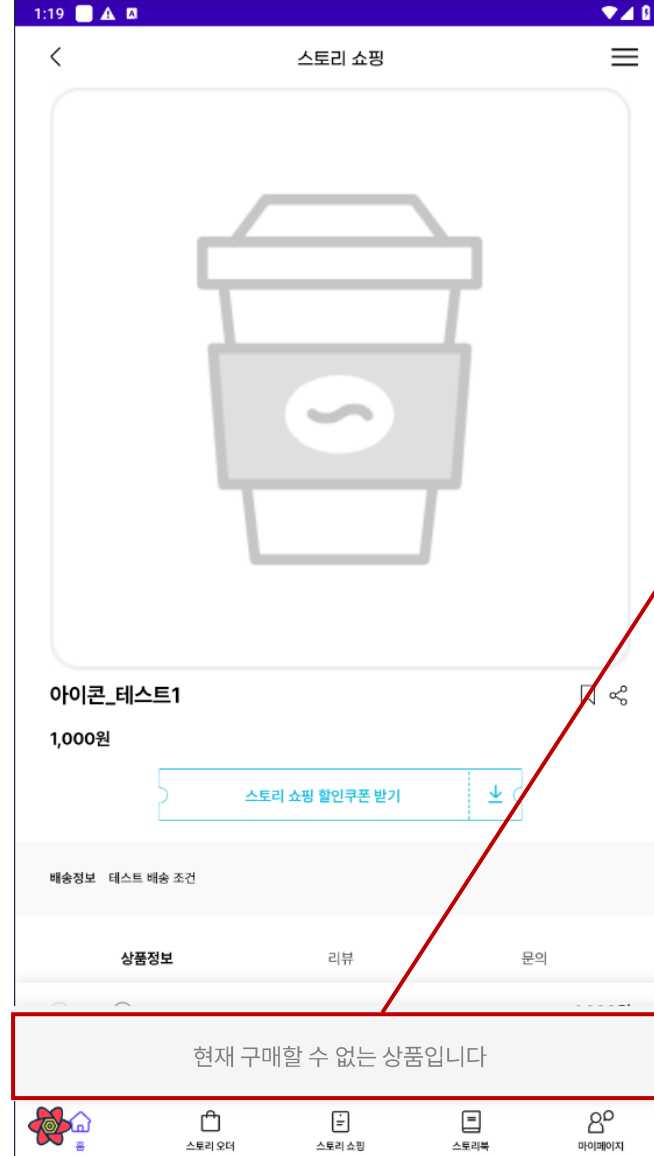 1:19
스토리 쇼핑
아이콘_테스트1
1,000원
스토리 쇼핑 할인쿠폰 받기
배송정보 테스트 배송 조건
상품정보 리뷰 문의
현재 구매할 수 없는 상품입니다
홈 스토리 오더 스토리 쇼핑 스토리북 마이페이지